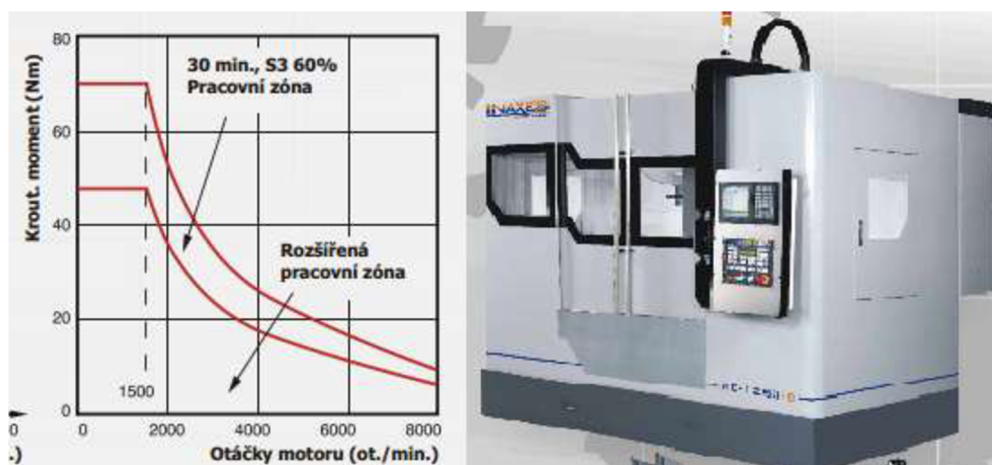 80
60
40
20
0
Krout. moment (Nm)
30 min., S3 60%
Pracovní zóna
Rozšířená
pracovní zóna
1500
0
2000
4000
6000
8000
Otáčky motoru (ot./min.)
0
.)